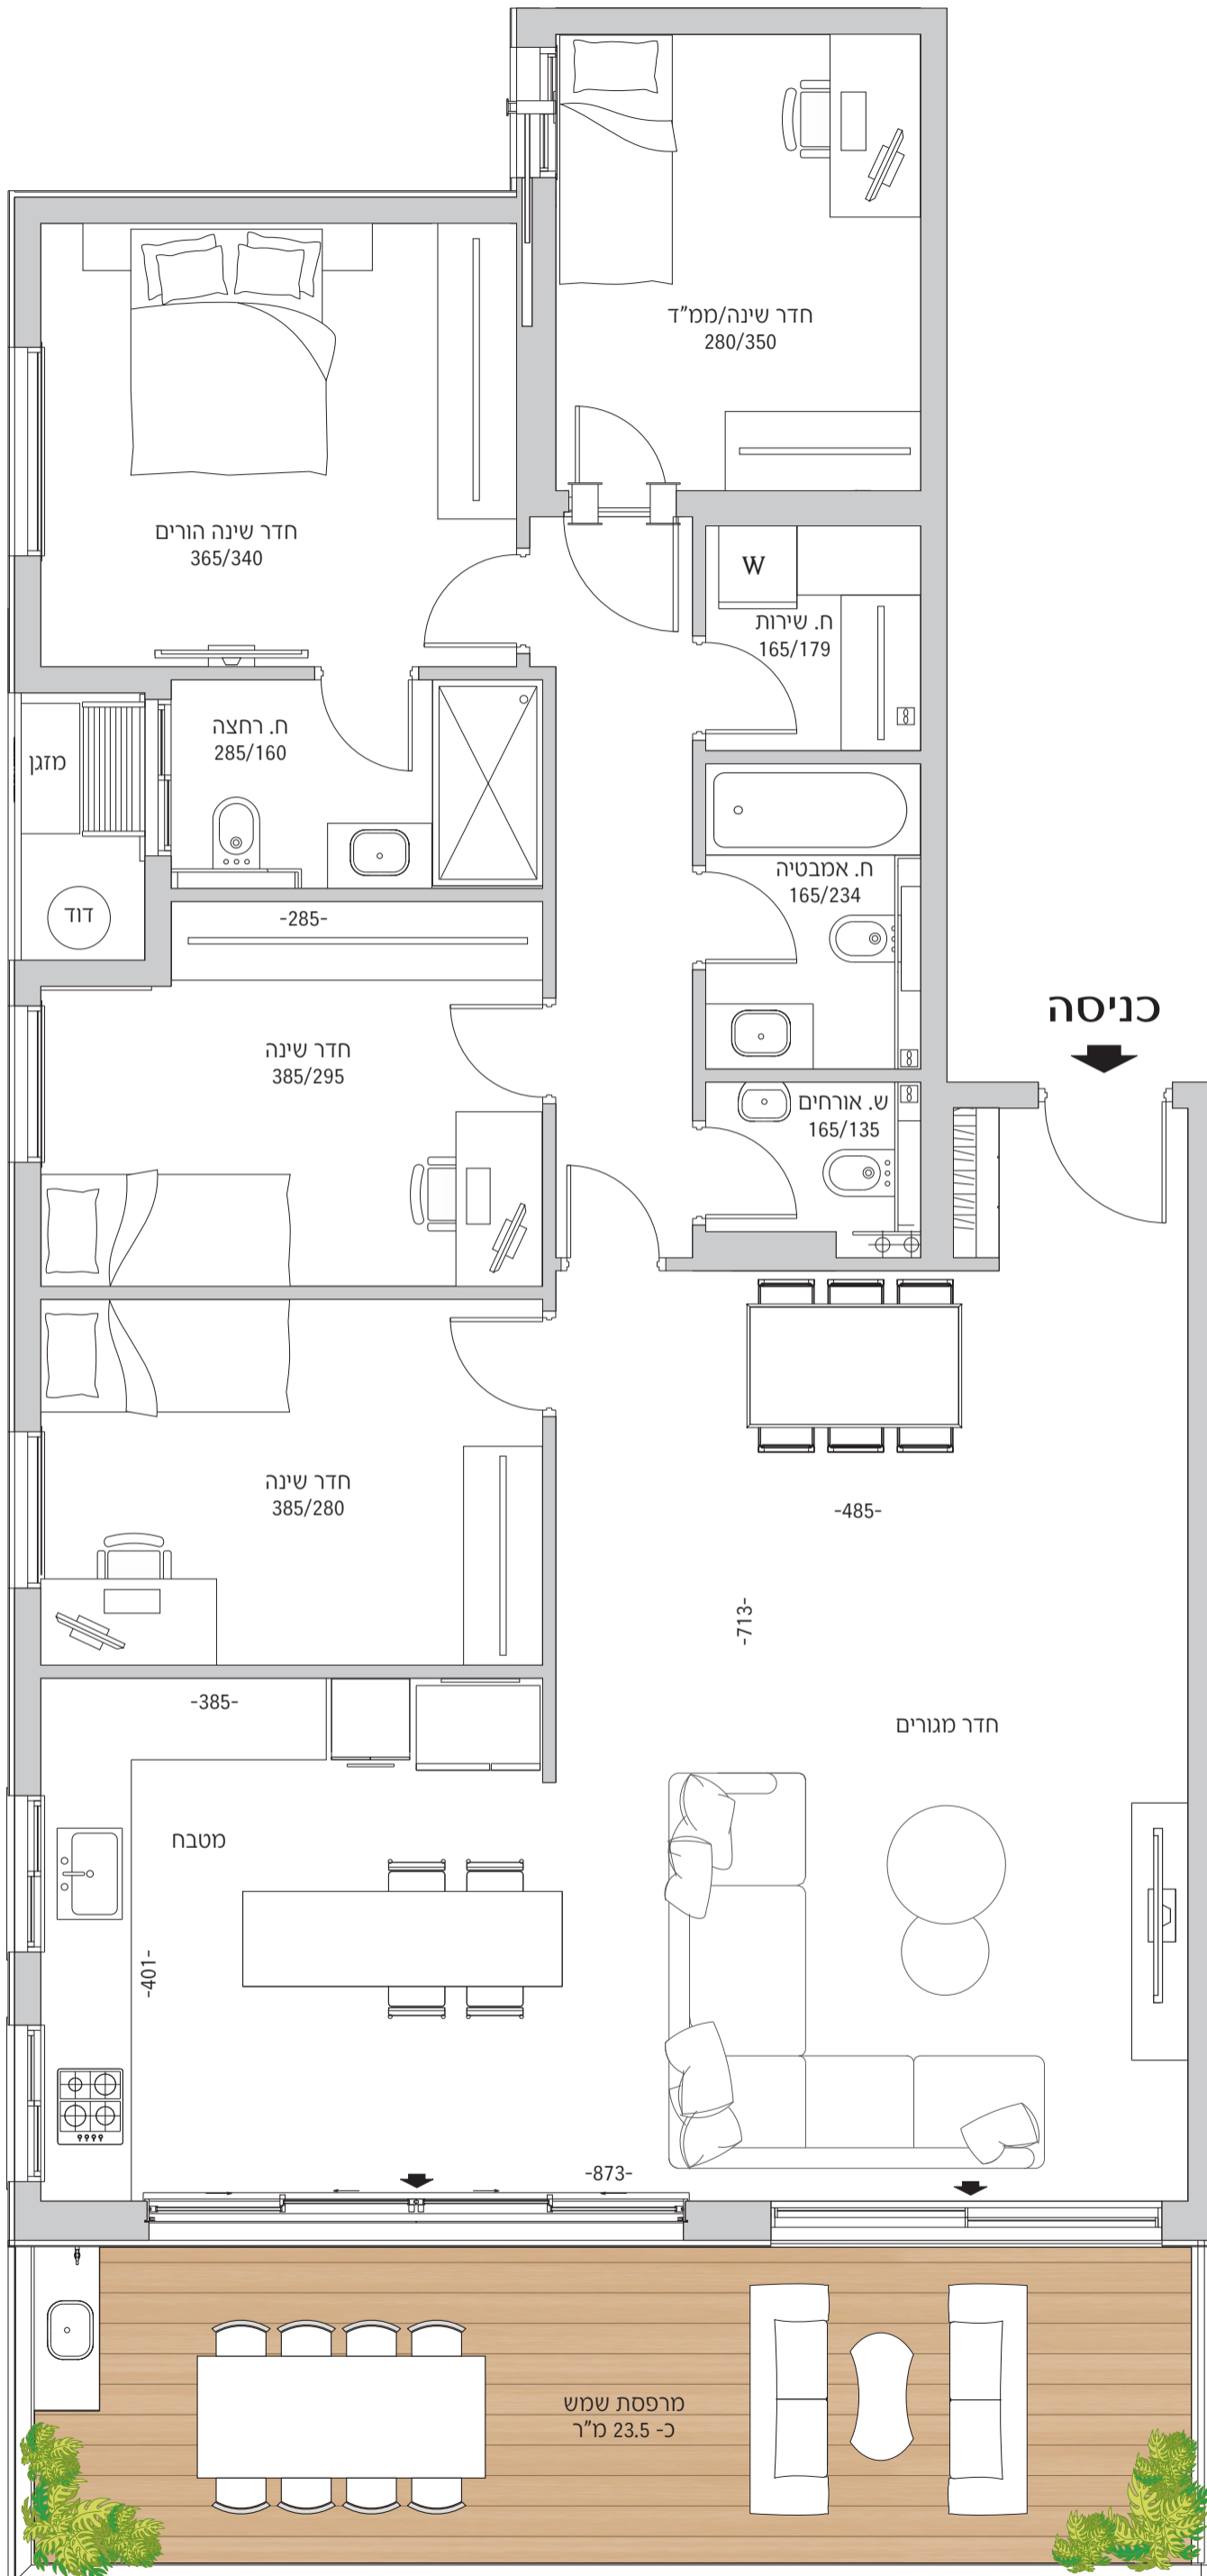 חדר שינה/ממ"ד
280/350
חדר שינה הורים
365/340
W
ח. שירות
165/179
ח. רחצה
285/160
מזגן
ח. אמבטיה
165/234
דוד
-285-
כניסה
חדר שינה
385/295
ש. אורחים
165/135
חדר שינה
385/280
-485-
-713-
-385-
חדר מגורים
מטבח
-401-
-873-
מרפסת שמש
כ- 23.5 מ"ר